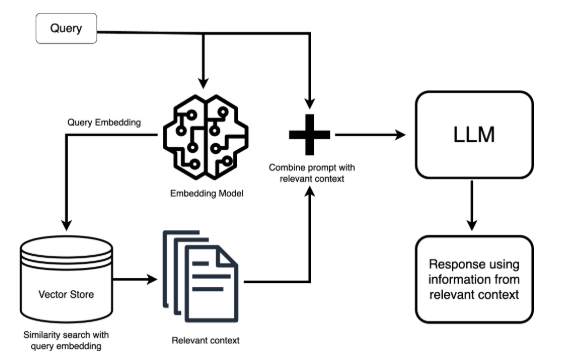 Query
Query Embedding
Embedding Model
Combine prompt with
relevant context
LLM
Vector Store
Similarity search with
query embedding
Relevant context
Response using
information from
relevant context